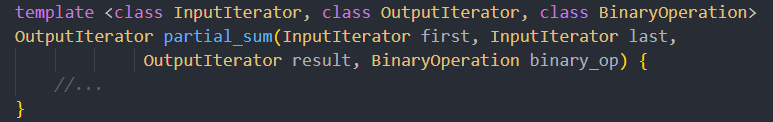 template <class InputIterator, class OutputIterator, class BinaryOperation>
OutputIterator partial_sum(InputIterator first, InputIterator last,
                OutputIterator result, BinaryOperation binary_op) {
    //...
}